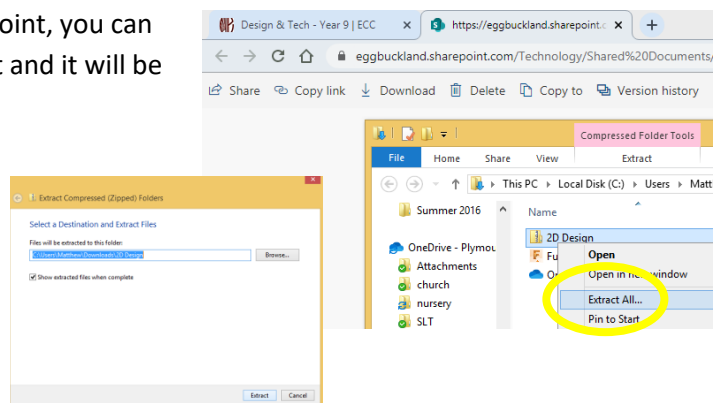 point, you can
t and it will be
Design & Tech - Year 9 | ECC
https://eggbuckland.sharepoint.c
eggbuckland.sharepoint.com/Technology/Shared%20Documents/
Share Copy link Download Delete Copy to Version history
Compressed Folder Tools
File Home Share View Extract
This PC Local Disk (C:) Users Matt
Summer 2016
OneDrive - Plymou
Attachments
church
nursery
SLT
Name
2D Design
Fu
O
Open
Open in new window
Extract All...
Pin to Start
Extract Compressed (Zipped) Folders
Select a Destination and Extract Files
Files will be extracted to this folder:
C:\Users\Matthew\Downloads\2D Design
Browse...
Show extracted files when complete
Extract Cancel